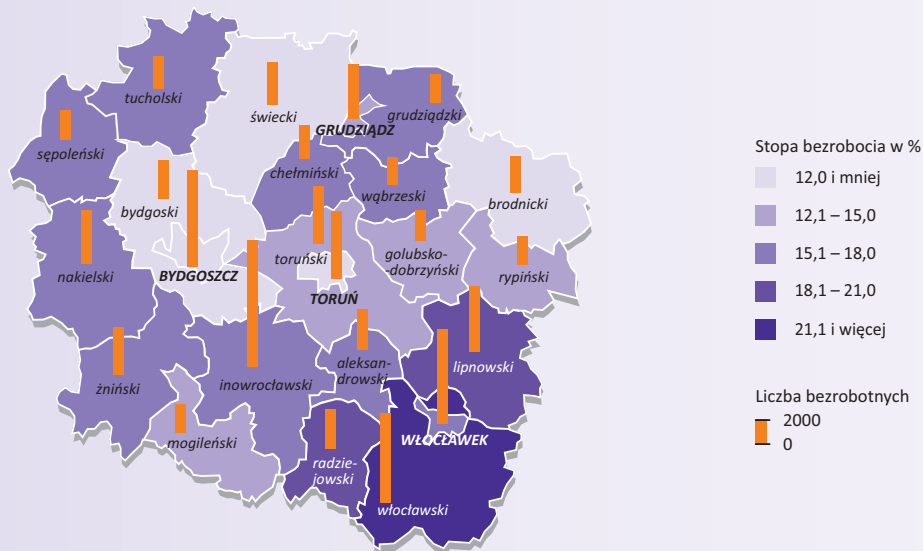 tucholski
świecki
GRUDZIĄDZ
grudziądzki
sępoleński
chełmiński
wąbrzeski
brodnicki
bydgoski
nakielski
BYDGOSZCZ
toruński
golubsko-
-dobrzyński
rypiński
TORUŃ
żniński
inowrocławski
aleksan-
drowski
lipnowski
mogileński
radzie-
jowski
WŁOCŁAWEK
włocławski
Stopa bezrobocia w %
12,0 i mniej
12,1 – 15,0
15,1 – 18,0
18,1 – 21,0
21,1 i więcej
Liczba bezrobotnych
2000
0